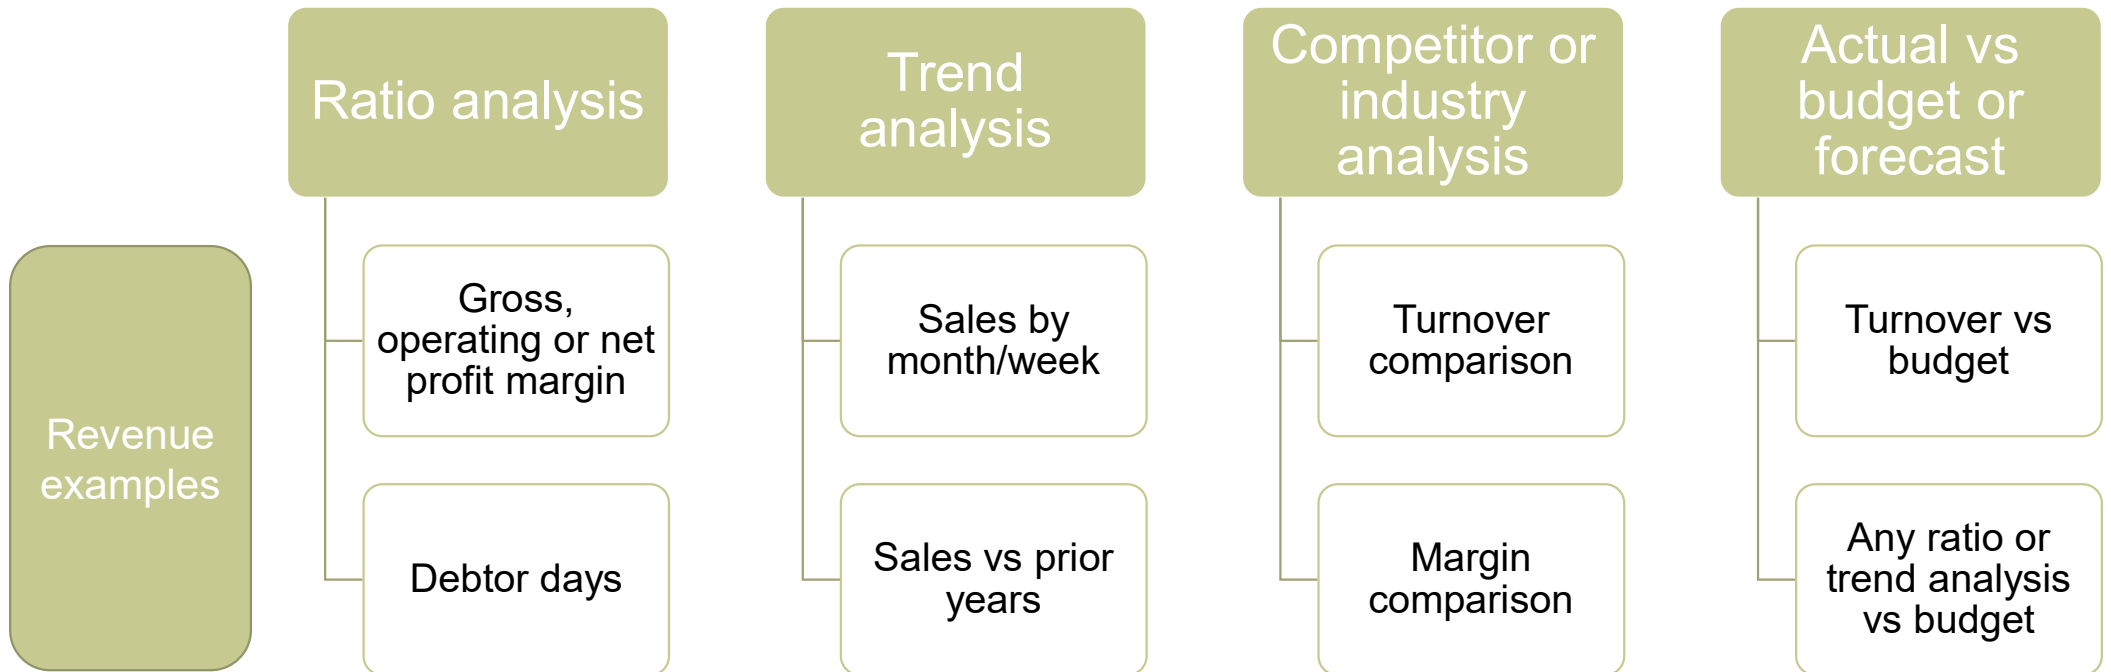 Ratio analysis
Trend
analysis
Competitor or
industry
analysis
Actual vs
budget or
forecast
Revenue
examples
Gross,
operating or net
profit margin
Sales by
month/week
Turnover
comparison
Turnover vs
budget
Debtor days
Sales vs prior
years
Margin
comparison
Any ratio or
trend analysis
vs budget